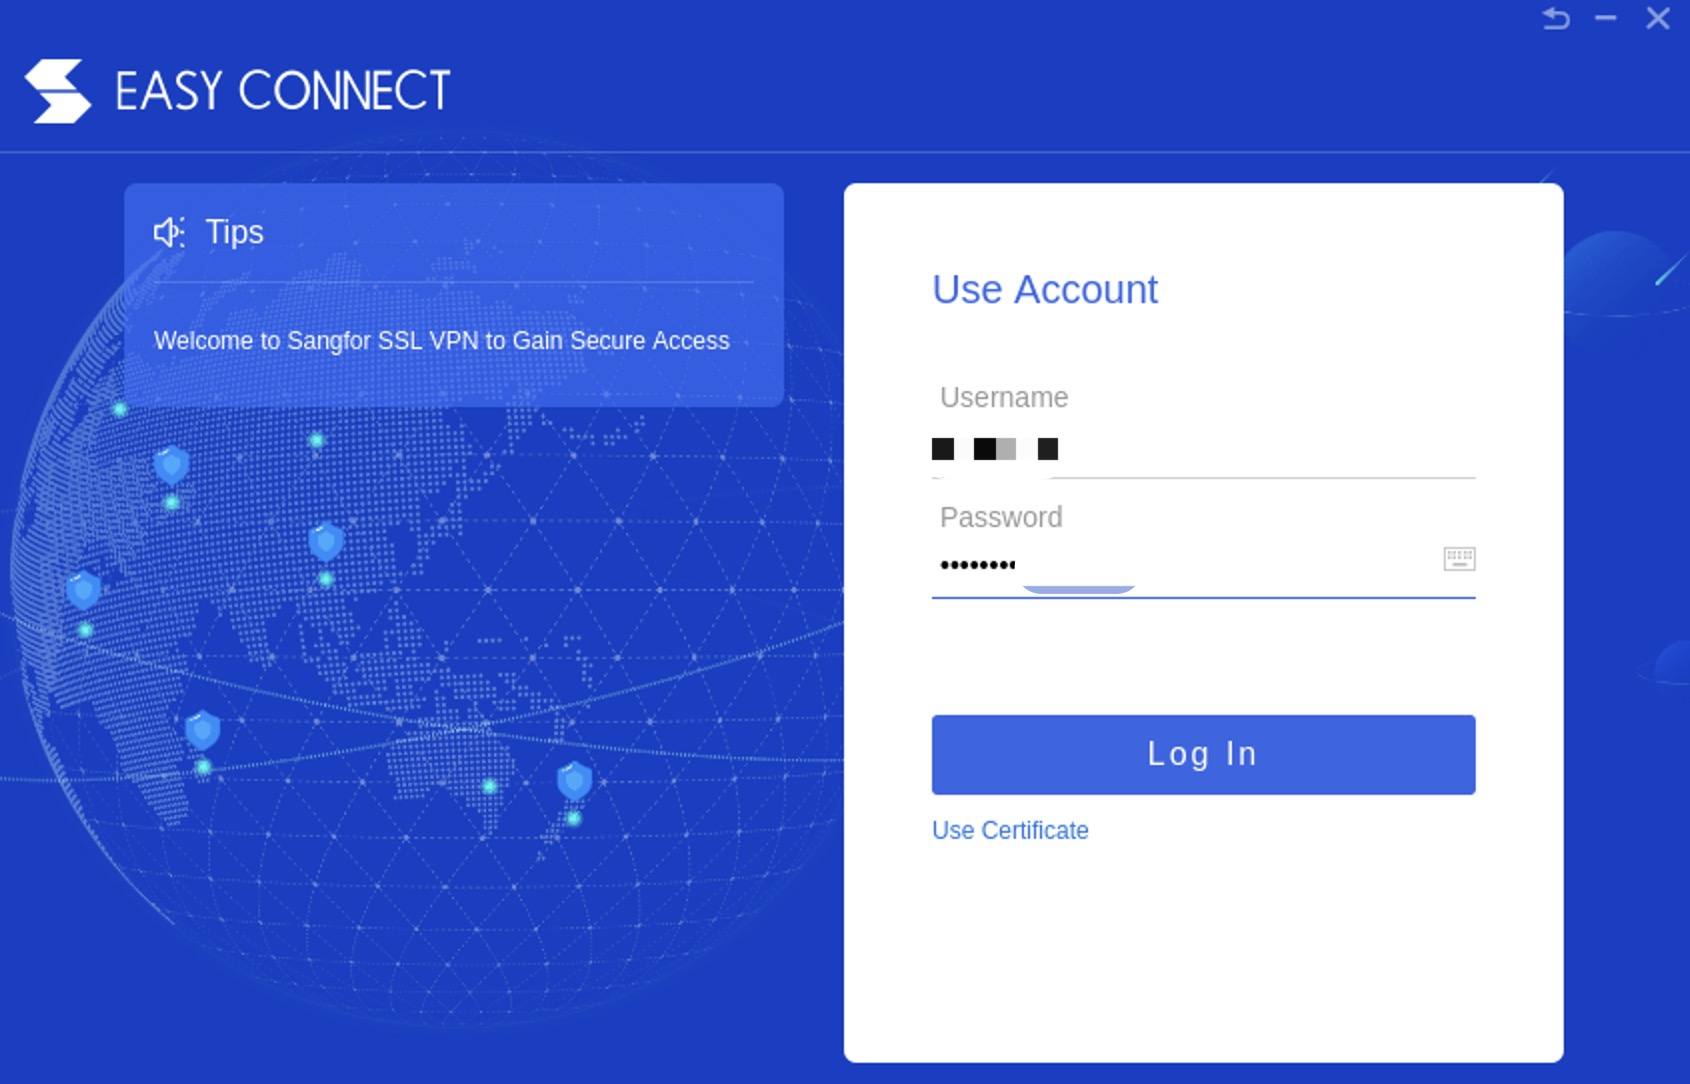 EASY CONNECT
Tips
Welcome to Sangfor SSL VPN to Gain Secure Access
Use Account
Username
Password
••••••••
Log In
Use Certificate